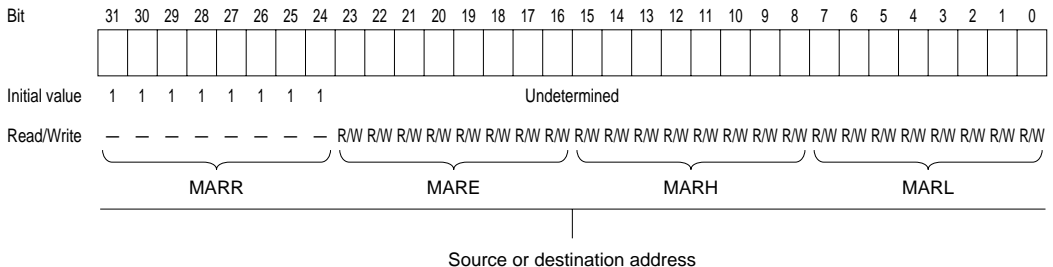 Bit 31 30 29 28 27 26 25 24 23 22 21 20 19 18 17 16 15 14 13 12 11 10 9 8 7 6 5 4 3 2 1 0
Initial value 1 1 1 1 1 1 1 1 Undetermined
Read/Write — — — — — — — — R/W R/W R/W R/W R/W R/W R/W R/W R/W R/W R/W R/W R/W R/W R/W R/W R/W R/W R/W R/W R/W R/W R/W R/W
MARR MARE MARH MARL
Source or destination address